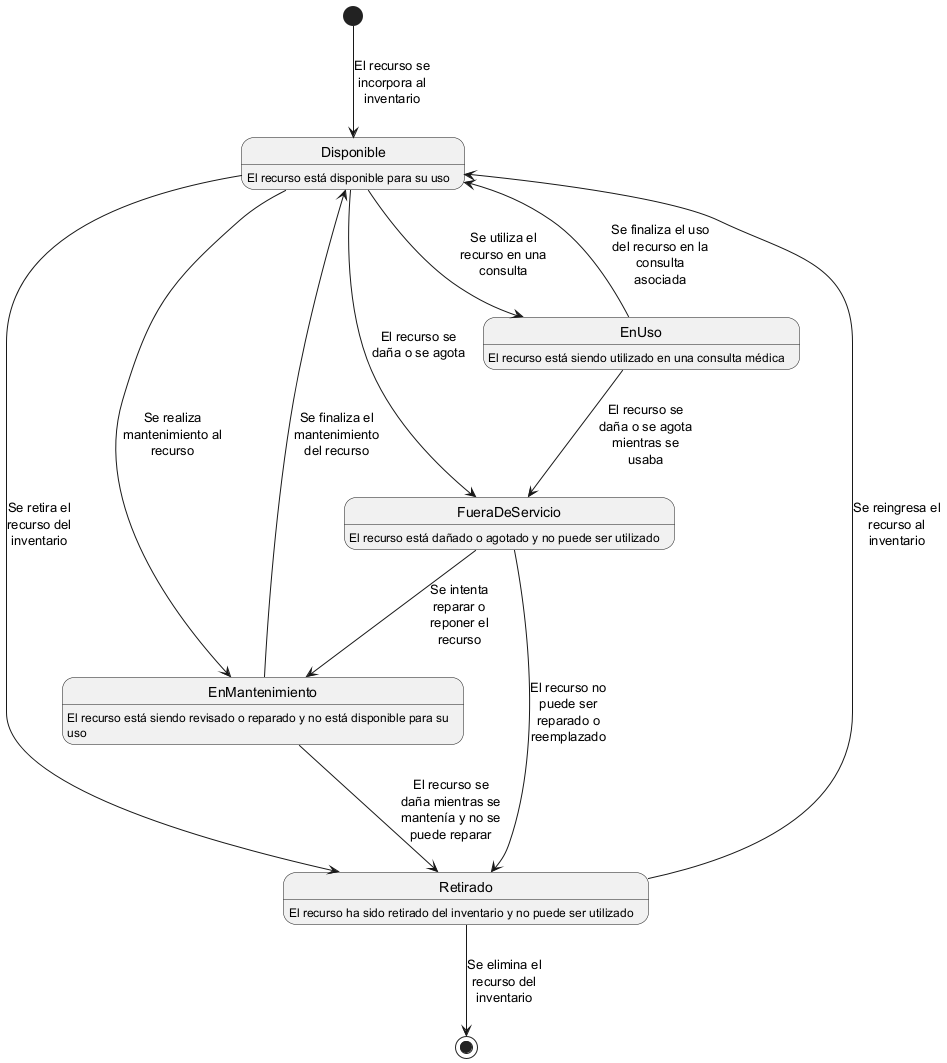 El recurso se
incorpora al
inventario
Disponible
El recurso está disponible para su uso
Se utiliza el
recurso en una
consulta
Se finaliza el uso
del recurso en la
consulta
asociada
EnUso
El recurso está siendo utilizado en una consulta médica
El recurso se
daña o se agota
Se realiza
mantenimiento al
recurso
Se finaliza el
mantenimiento
del recurso
El recurso se
daña o se agota
mientras se
usaba
Se retira el
recurso del
inventario
FueraDeServicio
El recurso está dañado o agotado y no puede ser utilizado
Se reingresa el
recurso al
inventario
Se intenta
reparar o
reponer el
recurso
EnMantenimiento
El recurso está siendo revisado o reparado y no está disponible para su
uso
El recurso no
puede ser
reparado o
reemplazado
El recurso se
daña mientras se
mantenía y no se
puede reparar
Retirado
El recurso ha sido retirado del inventario y no puede ser utilizado
Se elimina el
recurso del
inventario